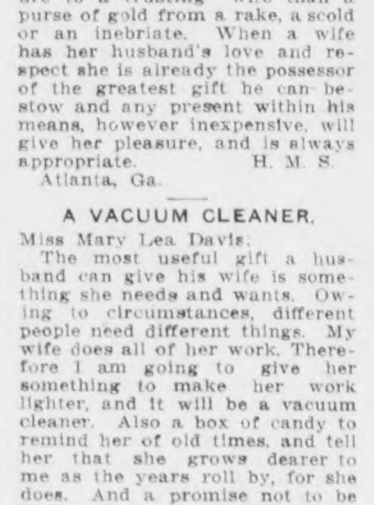 purse of gold from a rake, a scold
or an inebriate. When a wife
has her husband's love and re-
spect she is already the possessor
of the greatest gift he can be-
stow and any present within his
means, however inexpensive, will
give her pleasure, and is always
appropriate. H. M. S.
Atlanta, Ga.
A VACUUM CLEANER.
Miss Mary Lea Davis:
The most useful gift a hus-
band can give his wife is some-
thing she needs and wants. Ow-
ing to circumstances, different
people need different things. My
wife does all of her work. There-
fore I am going to give her
something to make her work
lighter, and it will be a vacuum
cleaner. Also a box of candy to
remind her of old times, and tell
her that she grows dearer to
me as the years roll by, for she
does. And a promise not to be